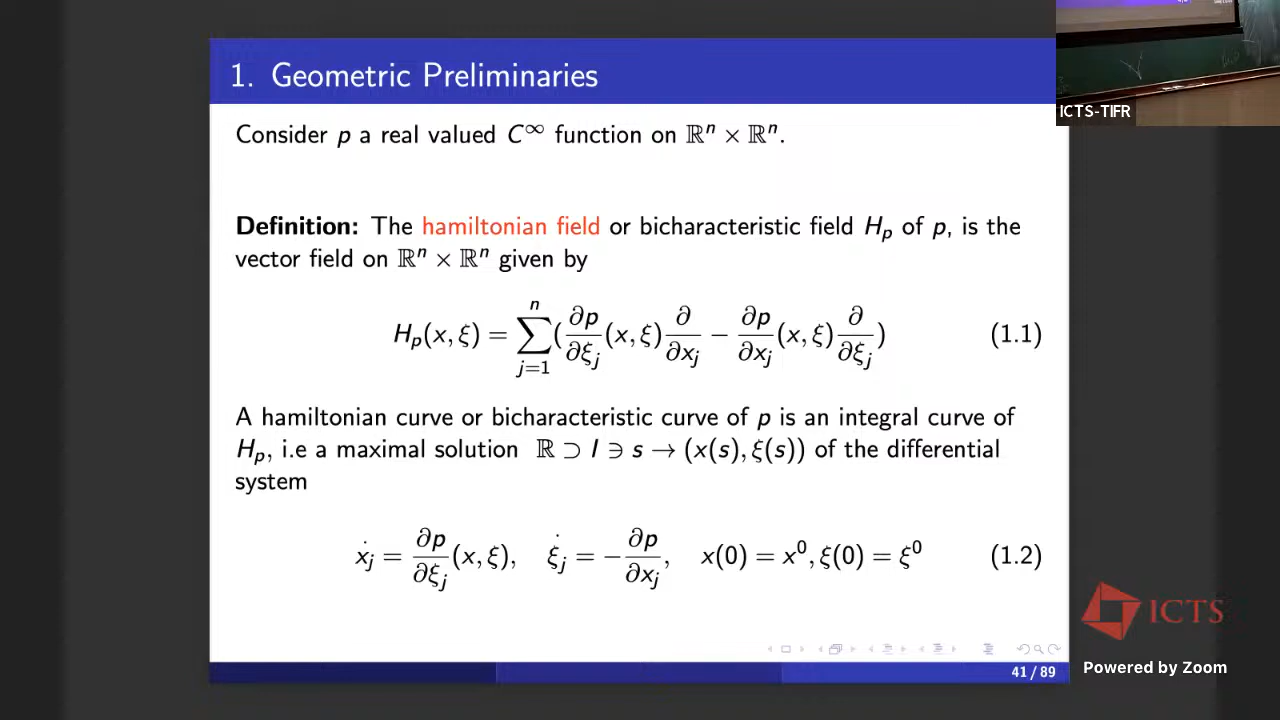 1. Geometric Preliminaries
Consider p a real valued C^∞ function on ℝ^n × ℝ^n.
Definition: The hamiltonian field or bicharacteristic field H_p of p, is the
vector field on ℝ^n × ℝ^n given by
H_p(x, ξ) = ∑_{j=1}^{n} (∂p/∂ξ_j (x, ξ) ∂/∂x_j − ∂p/∂x_j (x, ξ) ∂/∂ξ_j) (1.1)
A hamiltonian curve or bicharacteristic curve of p is an integral curve of
H_p, i.e a maximal solution ℝ ⊃ I ∋ s → (x(s), ξ(s)) of the differential
system
ẋ_j = ∂p/∂ξ_j (x, ξ), ξ̇_j = − ∂p/∂x_j, x(0) = x^0, ξ(0) = ξ^0 (1.2)
41 / 89
ICTS-TIFR
ICTS
Powered by Zoom